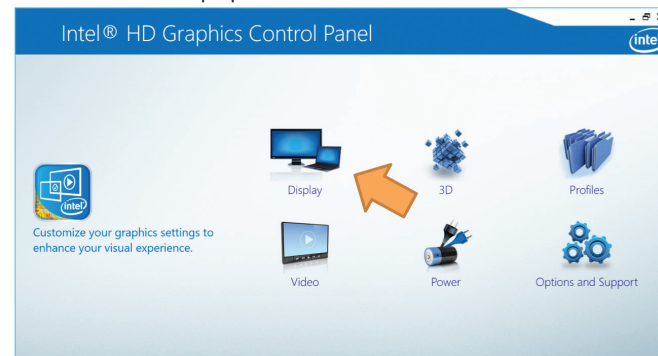 Intel® HD Graphics Control Panel
Display
3D
Profiles
intel
Customize your graphics settings to
enhance your visual experience.
Video
Power
Options and Support